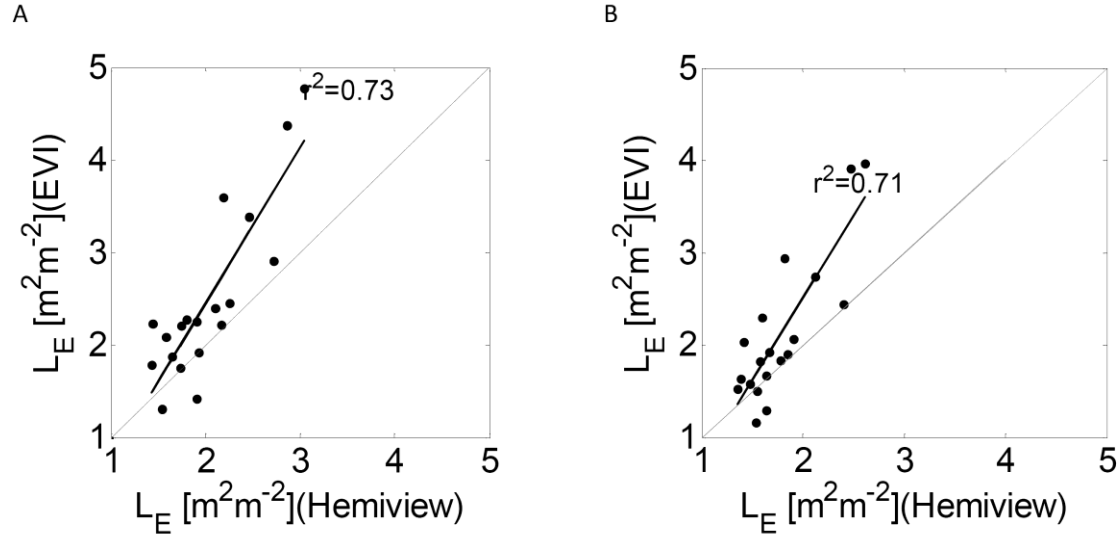 A
B
5
4
3
2
1
L_E [m^2m^-2](EVI)
r^2=0.73
1 2 3 4 5
L_E [m^2m^-2](Hemiview)
5
4
3
2
1
L_E [m^2m^-2](EVI)
r^2=0.71
1 2 3 4 5
L_E [m^2m^-2](Hemiview)